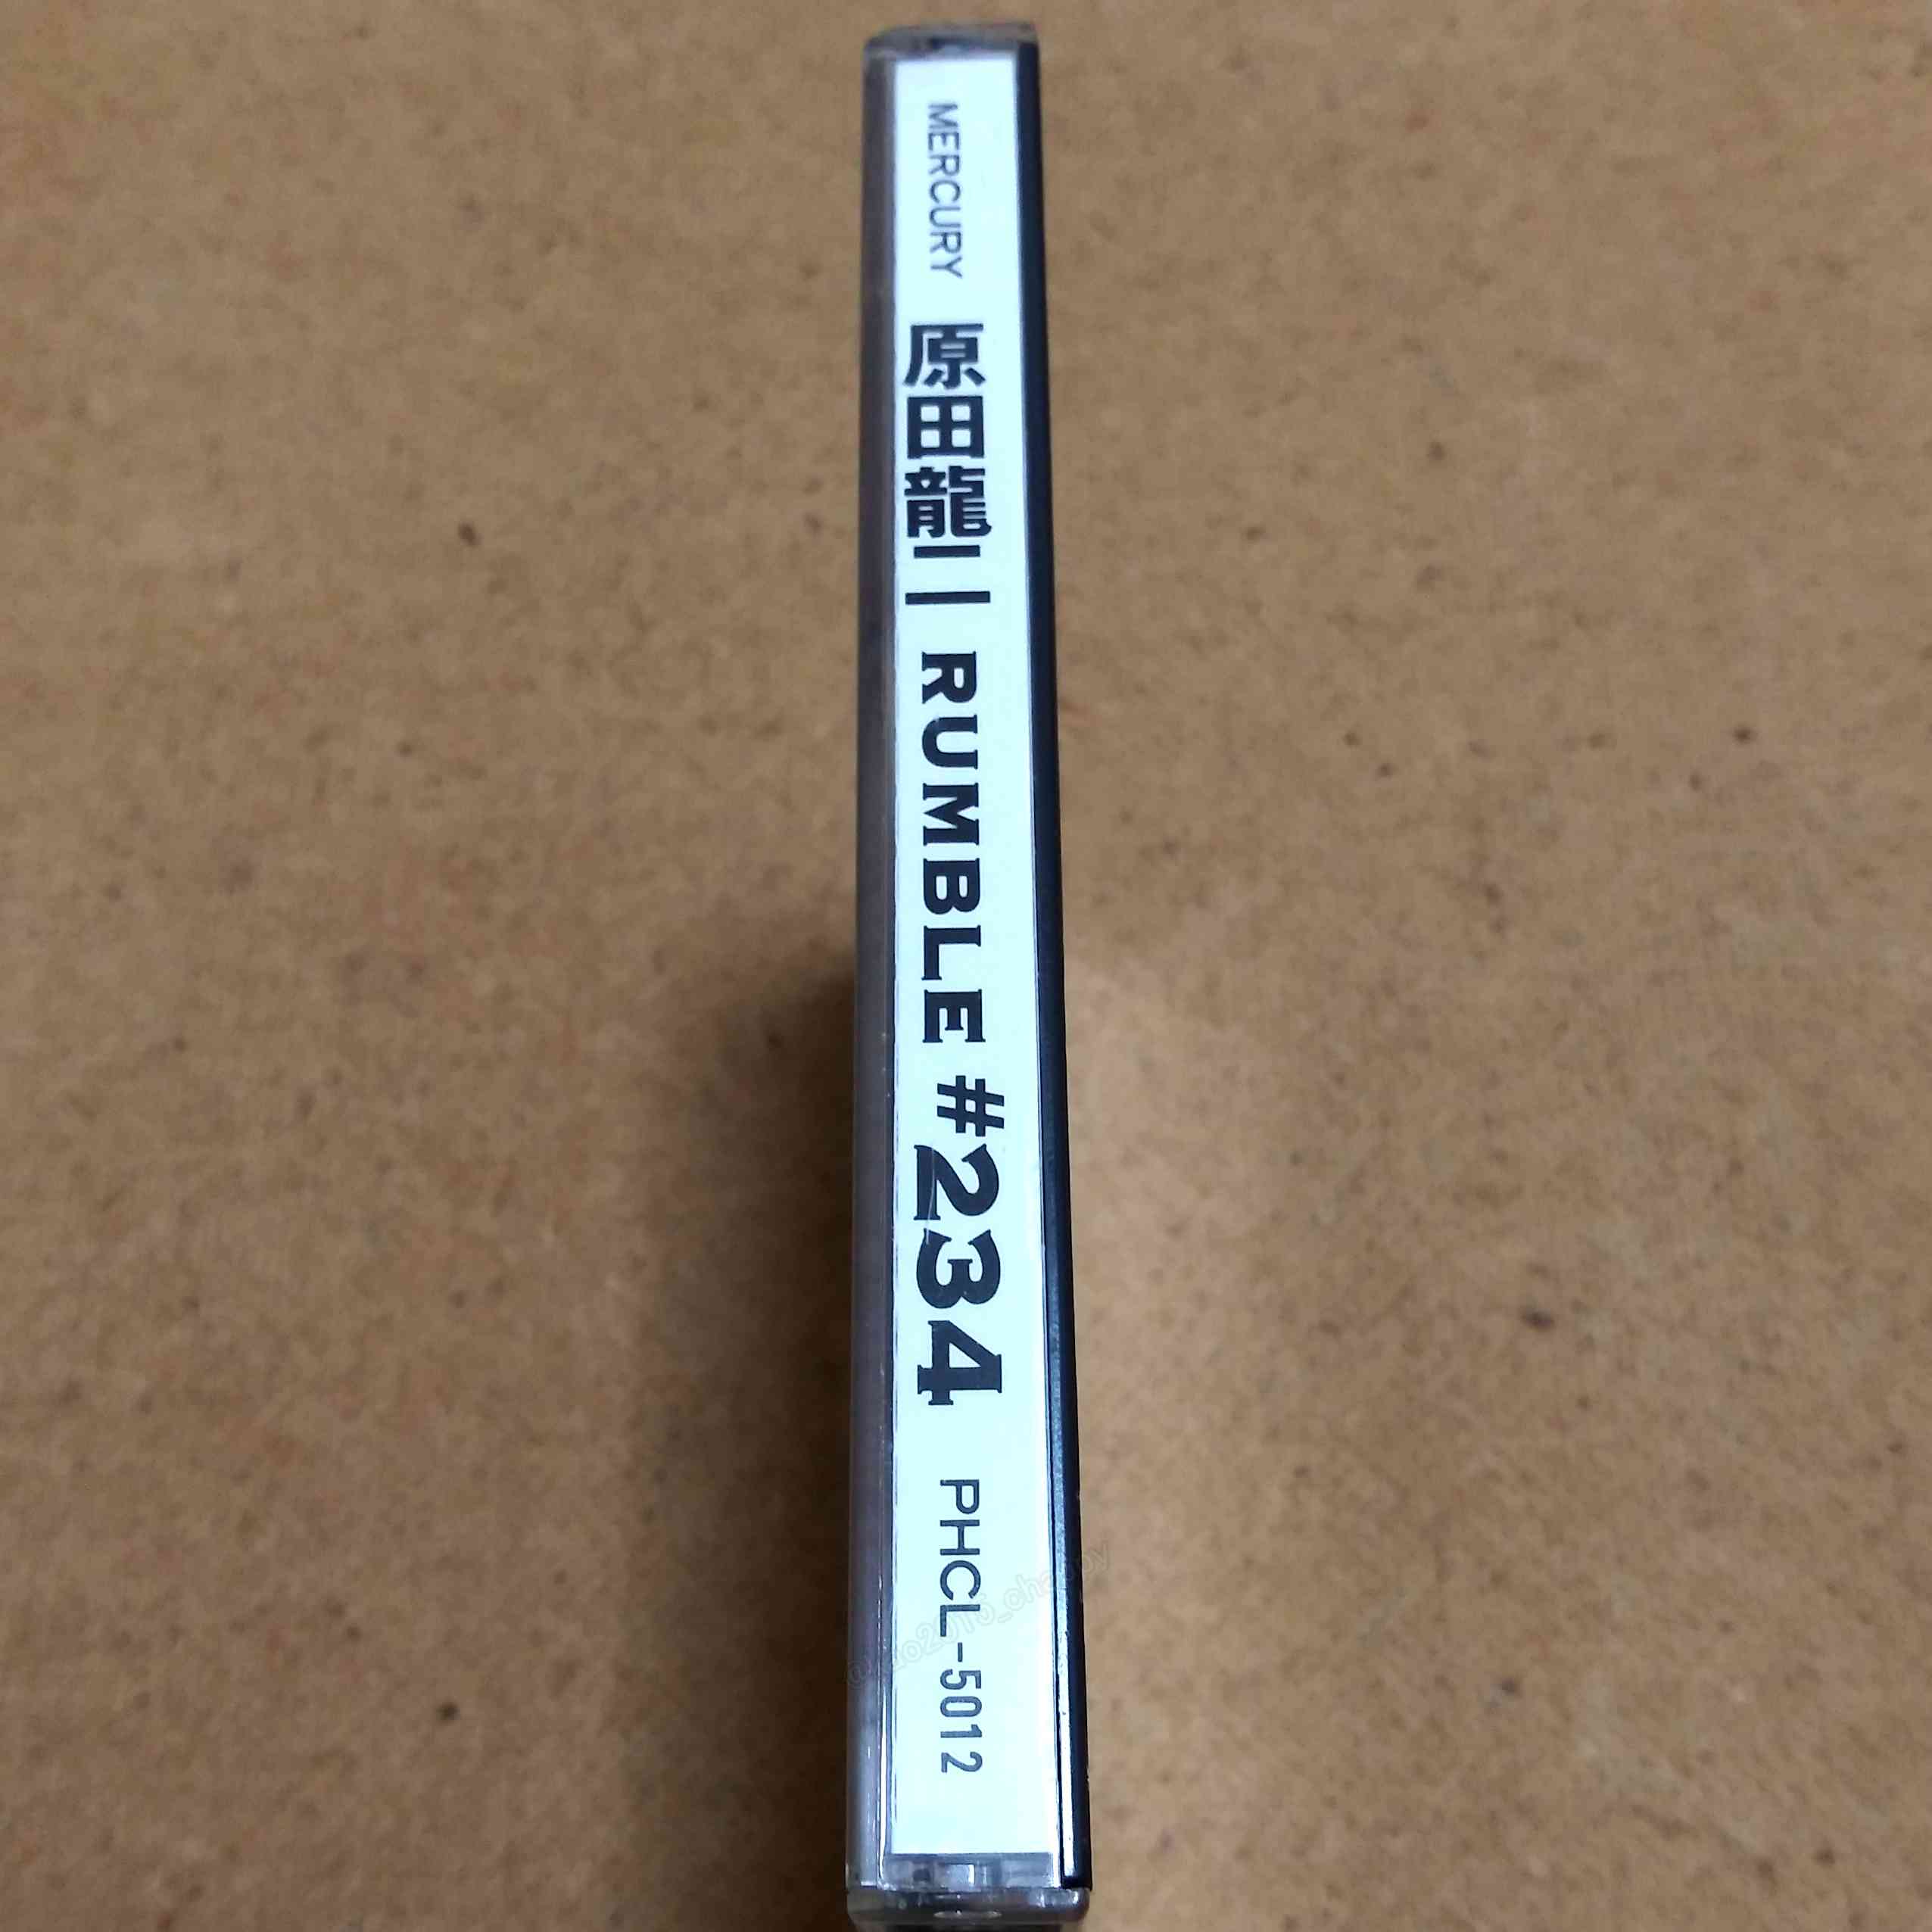 MERCURY 原田龍二 RUMBLE #234 PHCL-5012